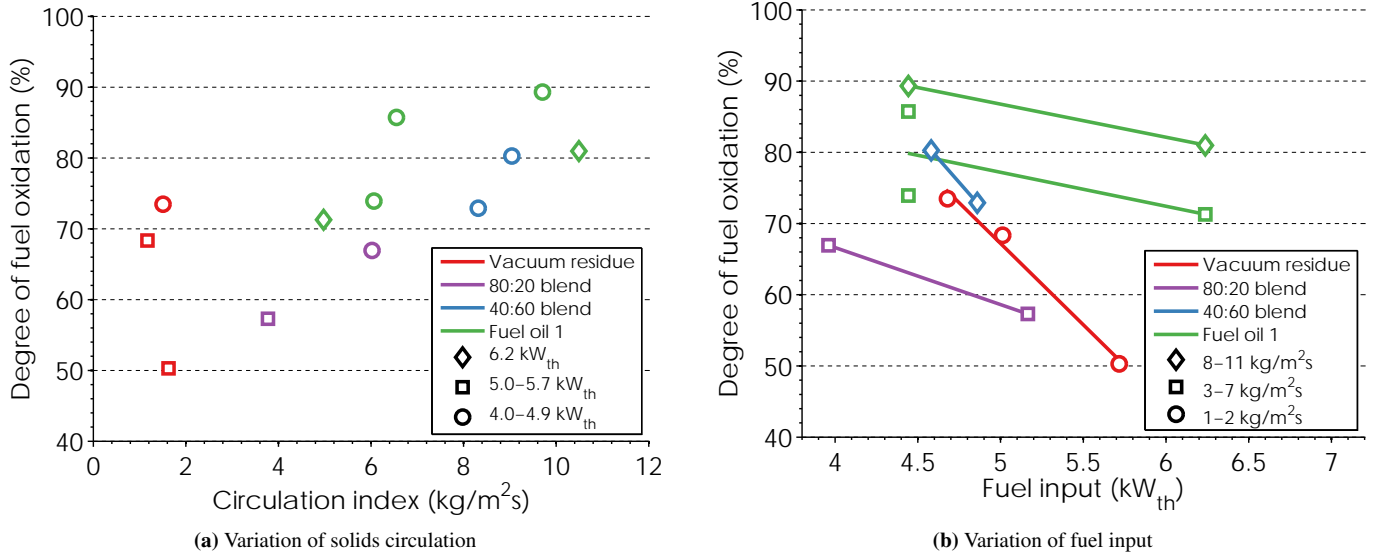 Degree of fuel oxidation (%)
100
90
80
70
60
50
40
0 2 4 6 8 10 12
Circulation index (kg/m²s)
Vacuum residue
80:20 blend
40:60 blend
Fuel oil 1
6.2 kWth
5.0–5.7 kWth
4.0–4.9 kWth
(a) Variation of solids circulation
Degree of fuel oxidation (%)
100
90
80
70
60
50
40
4 4.5 5 5.5 6 6.5 7
Fuel input (kWth)
Vacuum residue
80:20 blend
40:60 blend
Fuel oil 1
8–11 kg/m²s
3–7 kg/m²s
1–2 kg/m²s
(b) Variation of fuel input